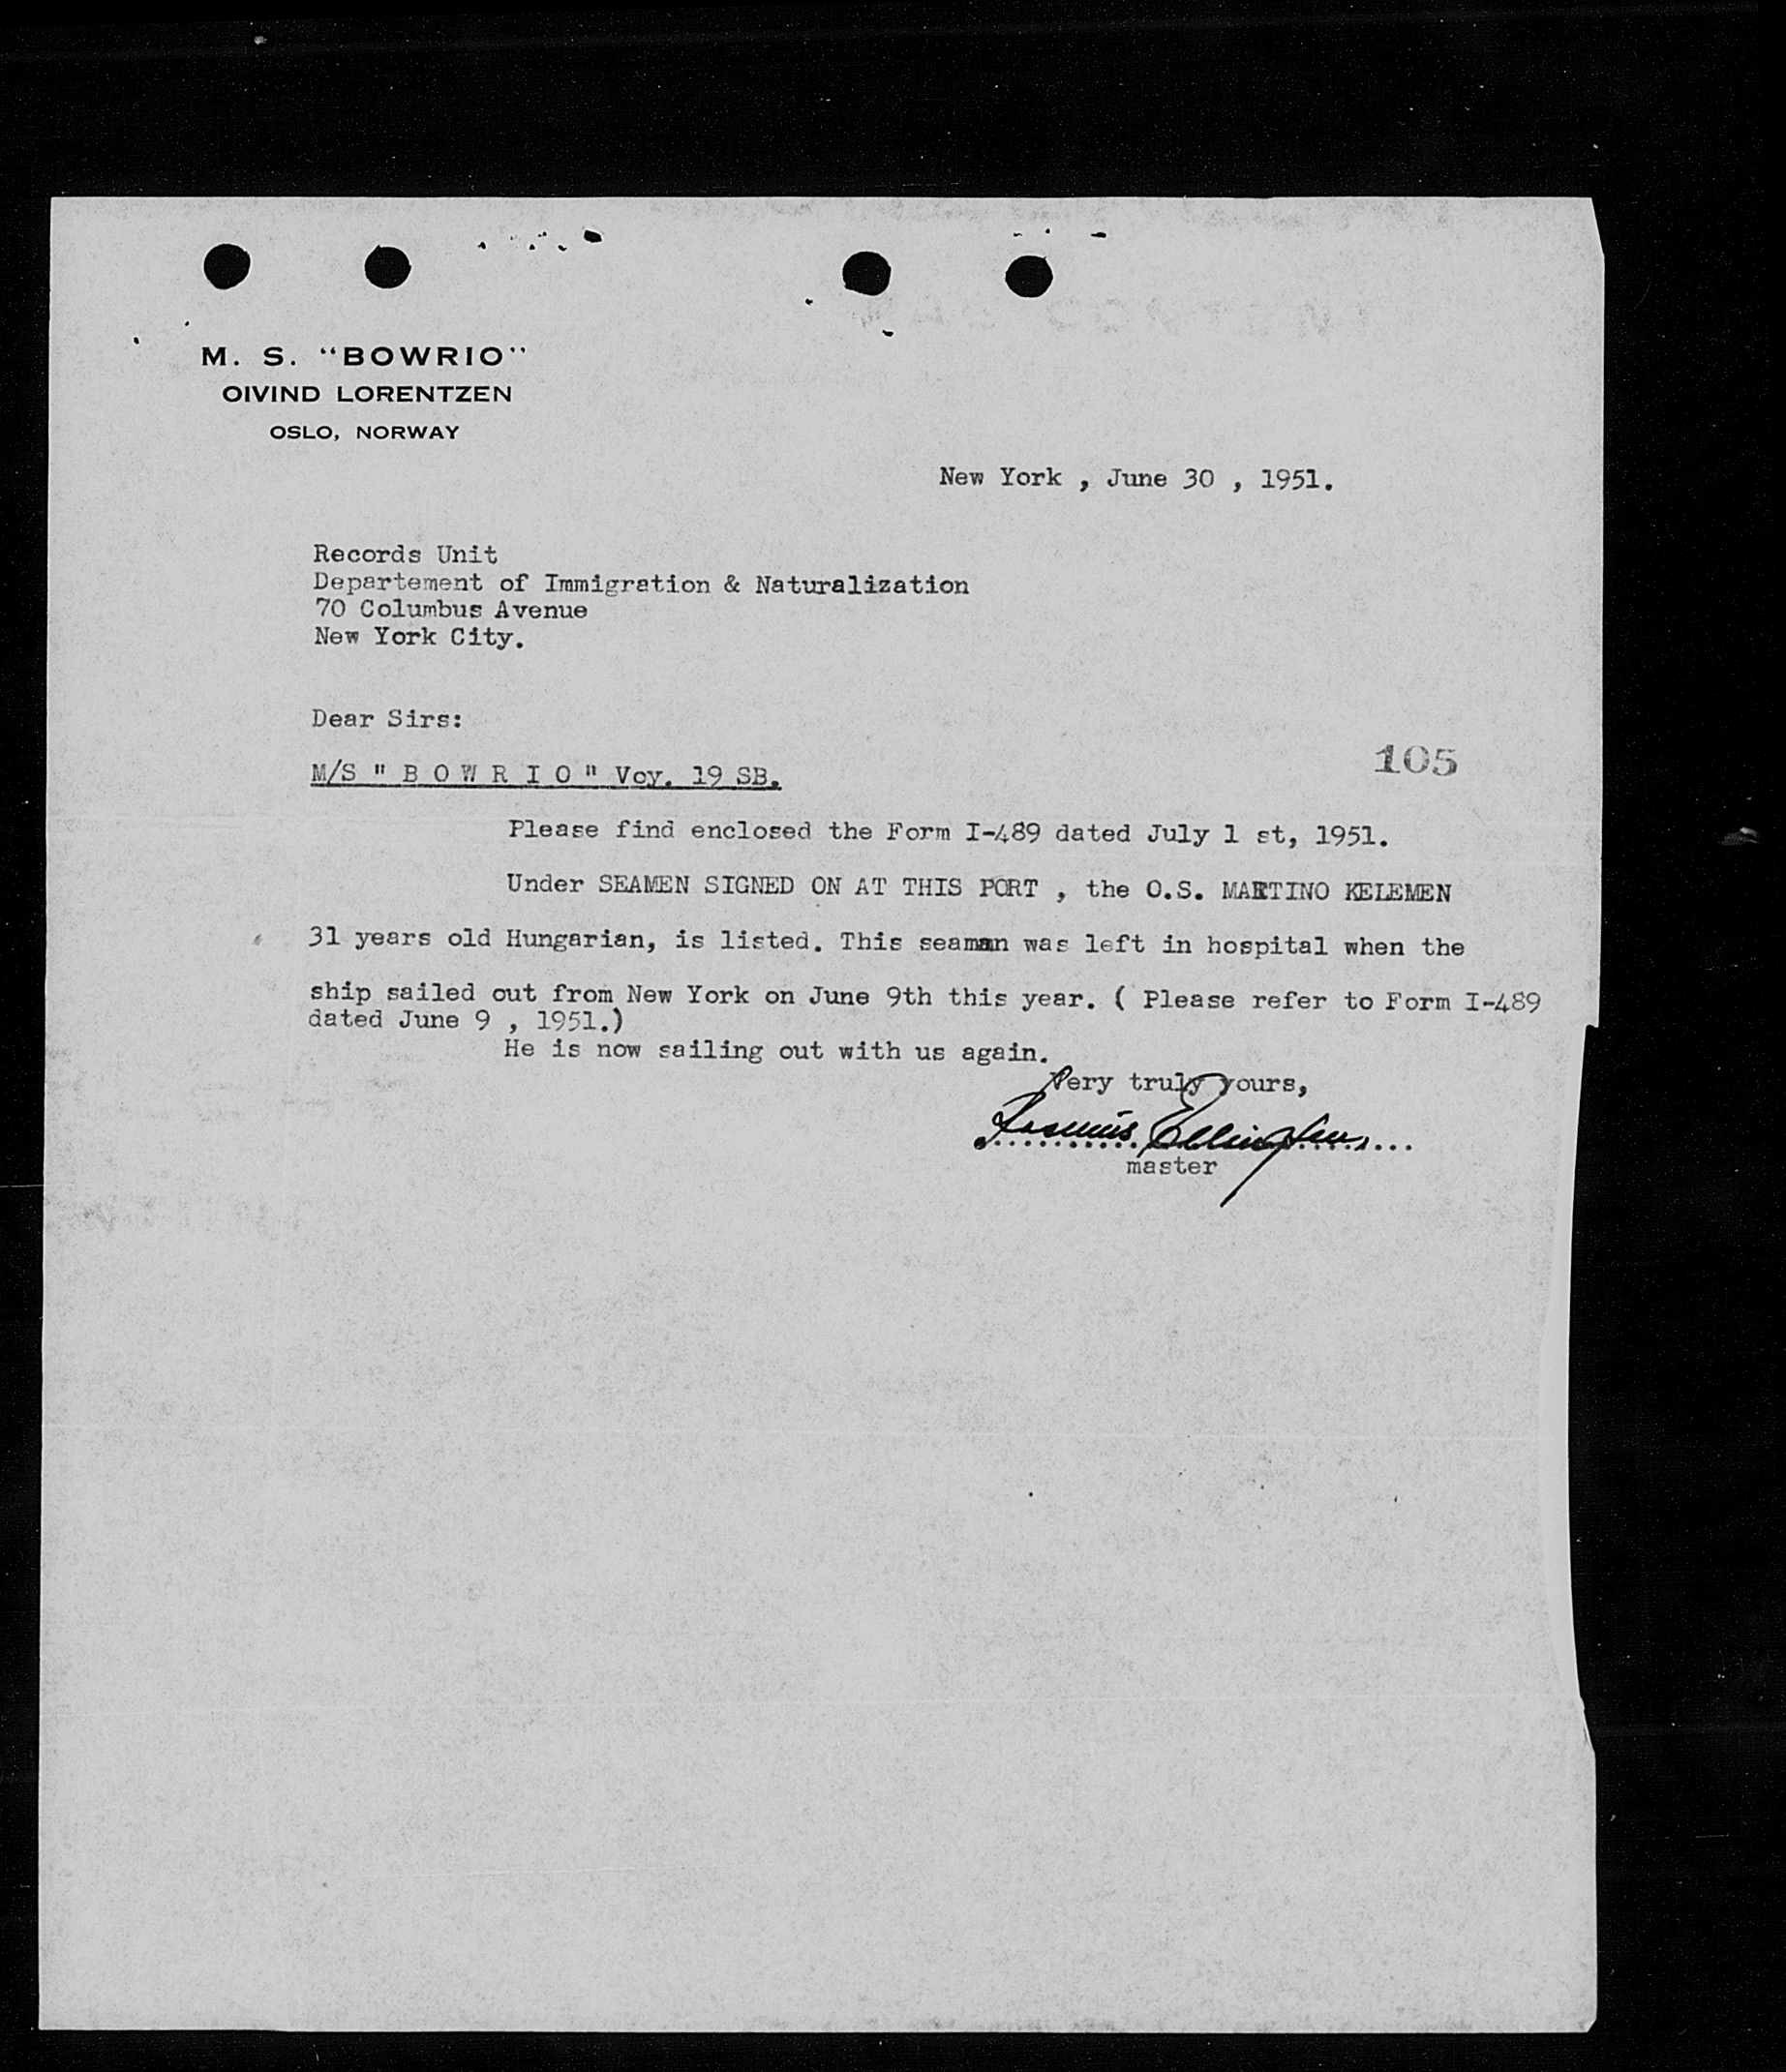 M. S. "BOWRIO"
OIVIND LORENTZEN
OSLO, NORWAY
New York , June 30 , 1951.
Records Unit
Departement of Immigration & Naturalization
70 Columbus Avenue
New York City.
Dear Sirs:
105
M/S " B O W R I O " Voy. 19 SB.
Please find enclosed the Form I-489 dated July 1 st, 1951.
Under SEAMEN SIGNED ON AT THIS PORT , the O.S. MARTINO KELEMEN
31 years old Hungarian, is listed. This seaman was left in hospital when the
ship sailed out from New York on June 9th this year. ( Please refer to Form I-489
dated June 9 , 1951.)
He is now sailing out with us again.
Very truly yours,
master